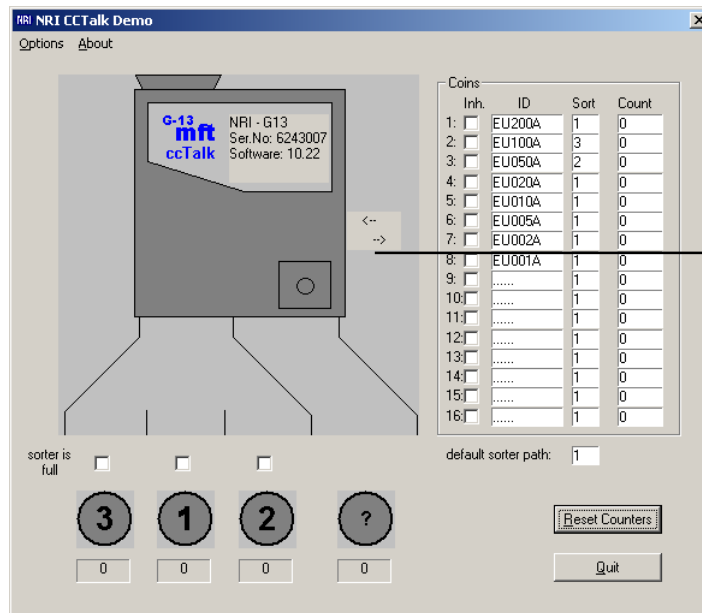 NRI NRI CCTalk Demo
Options About
G-13
mft
ccTalk
NRI - G13
Ser.No: 6243007
Software: 10.22
<--
-->
Coins
Inh. ID Sort Count
1: EU200A 1 0
2: EU100A 3 0
3: EU050A 2 0
4: EU020A 1 0
5: EU010A 1 0
6: EU005A 1 0
7: EU002A 1 0
8: EU001A 1 0
9: ...... 1 0
10: ...... 1 0
11: ...... 1 0
12: ...... 1 0
13: ...... 1 0
14: ...... 1 0
15: ...... 1 0
16: ...... 1 0
default sorter path: 1
sorter is
full
3 1 2 ?
0 0 0 0
Reset Counters
Quit